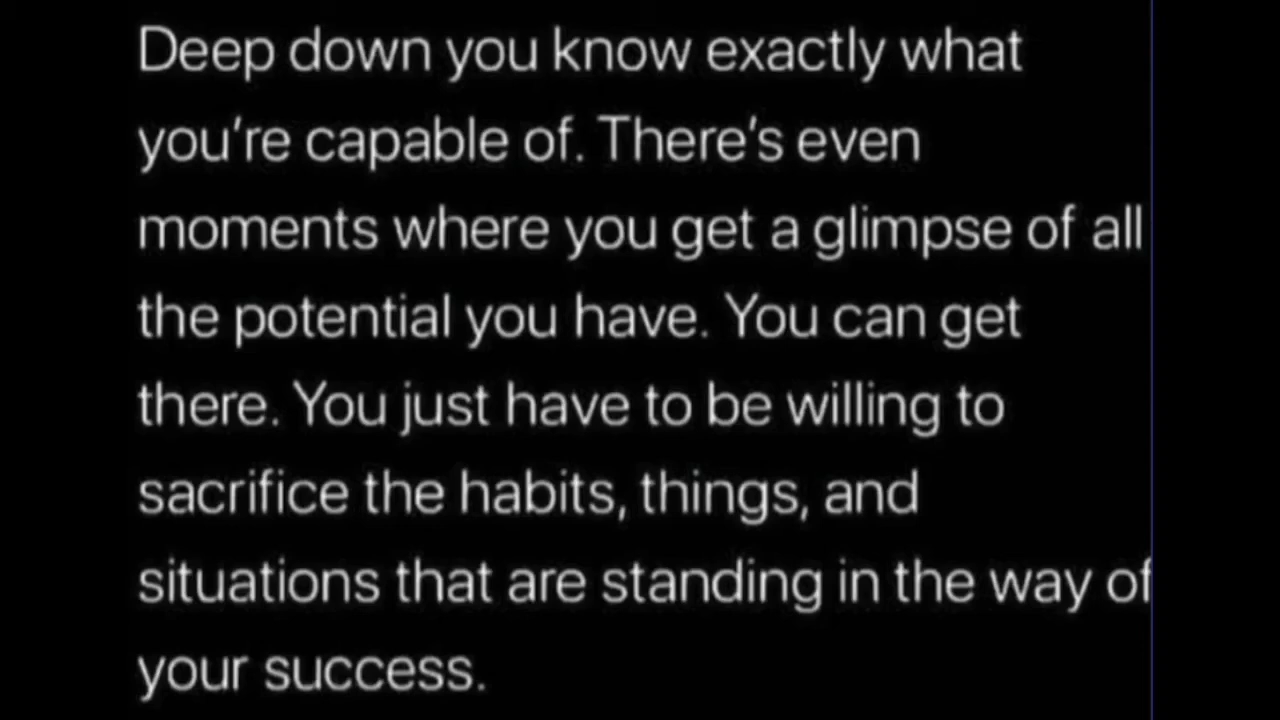 Deep down you know exactly what
you’re capable of. There’s even
moments where you get a glimpse of all
the potential you have. You can get
there. You just have to be willing to
sacrifice the habits, things, and
situations that are standing in the way of
your success.